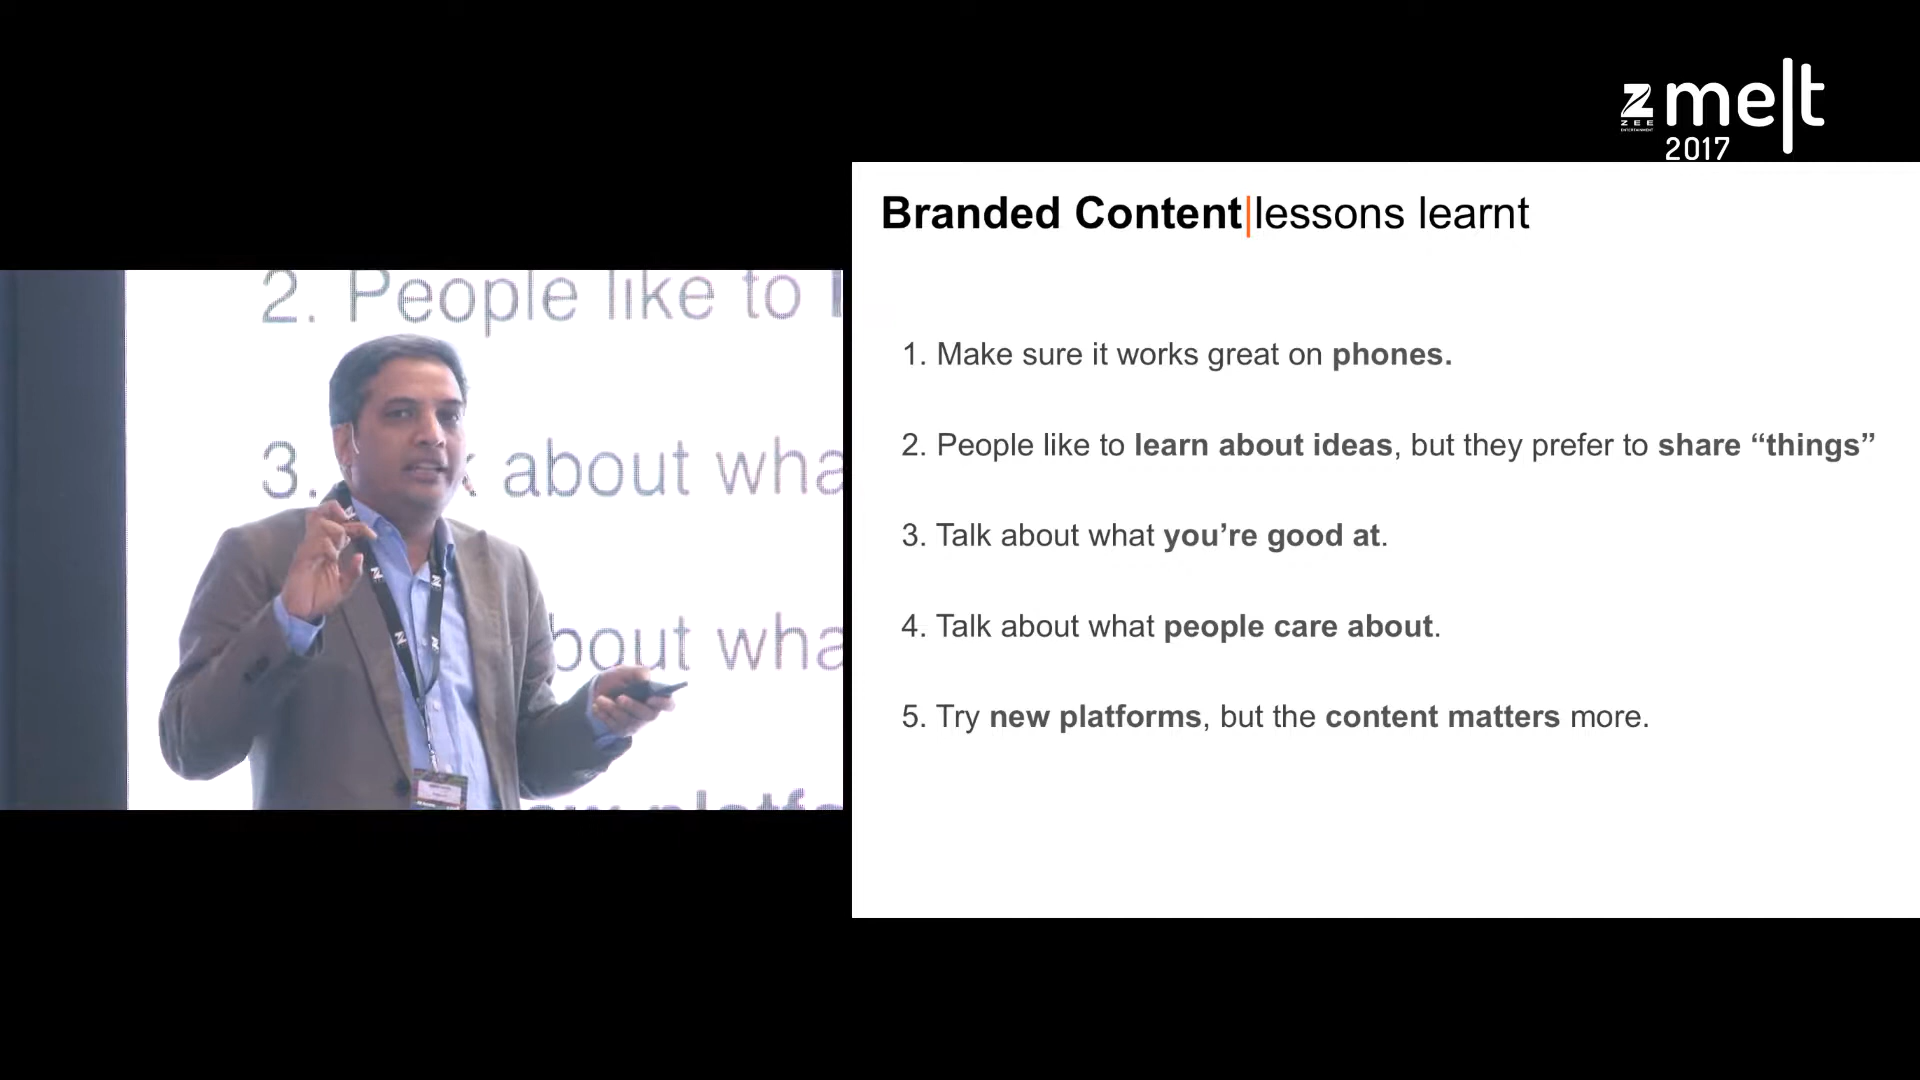 Z melt
ZEE
ENTERTAINMENT
2017
Branded Content|lessons learnt
1. Make sure it works great on phones.
2. People like to learn about ideas, but they prefer to share “things”
3. Talk about what you’re good at.
4. Talk about what people care about.
5. Try new platforms, but the content matters more.
2. People like to
3. about wha
bout wha